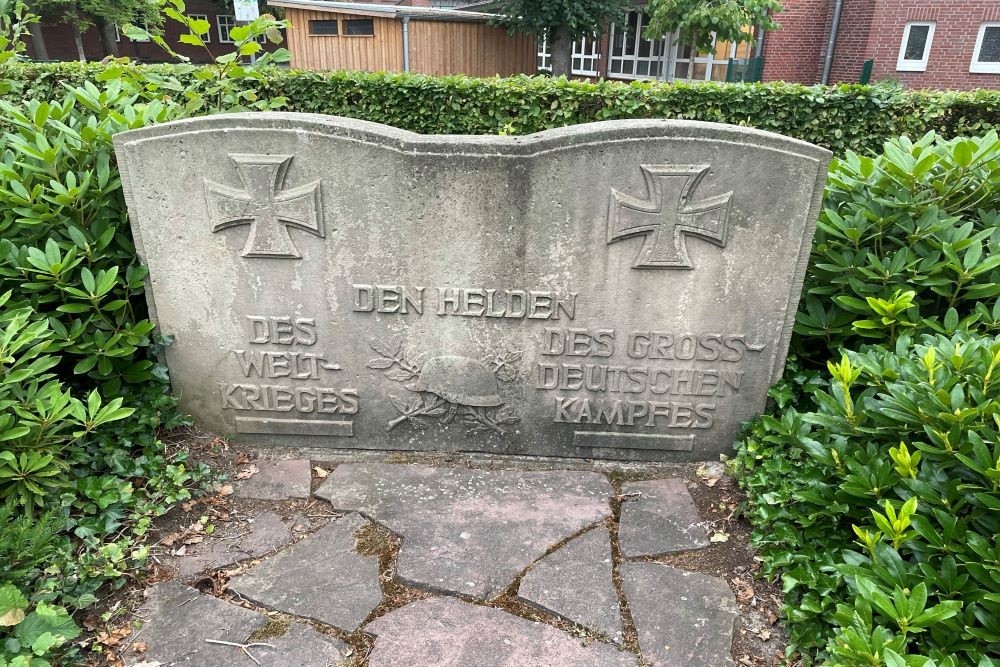 DEN HELDEN
DES
WELT-
KRIEGES
DES GROSS-
DEUTSCHEN
KAMPFES